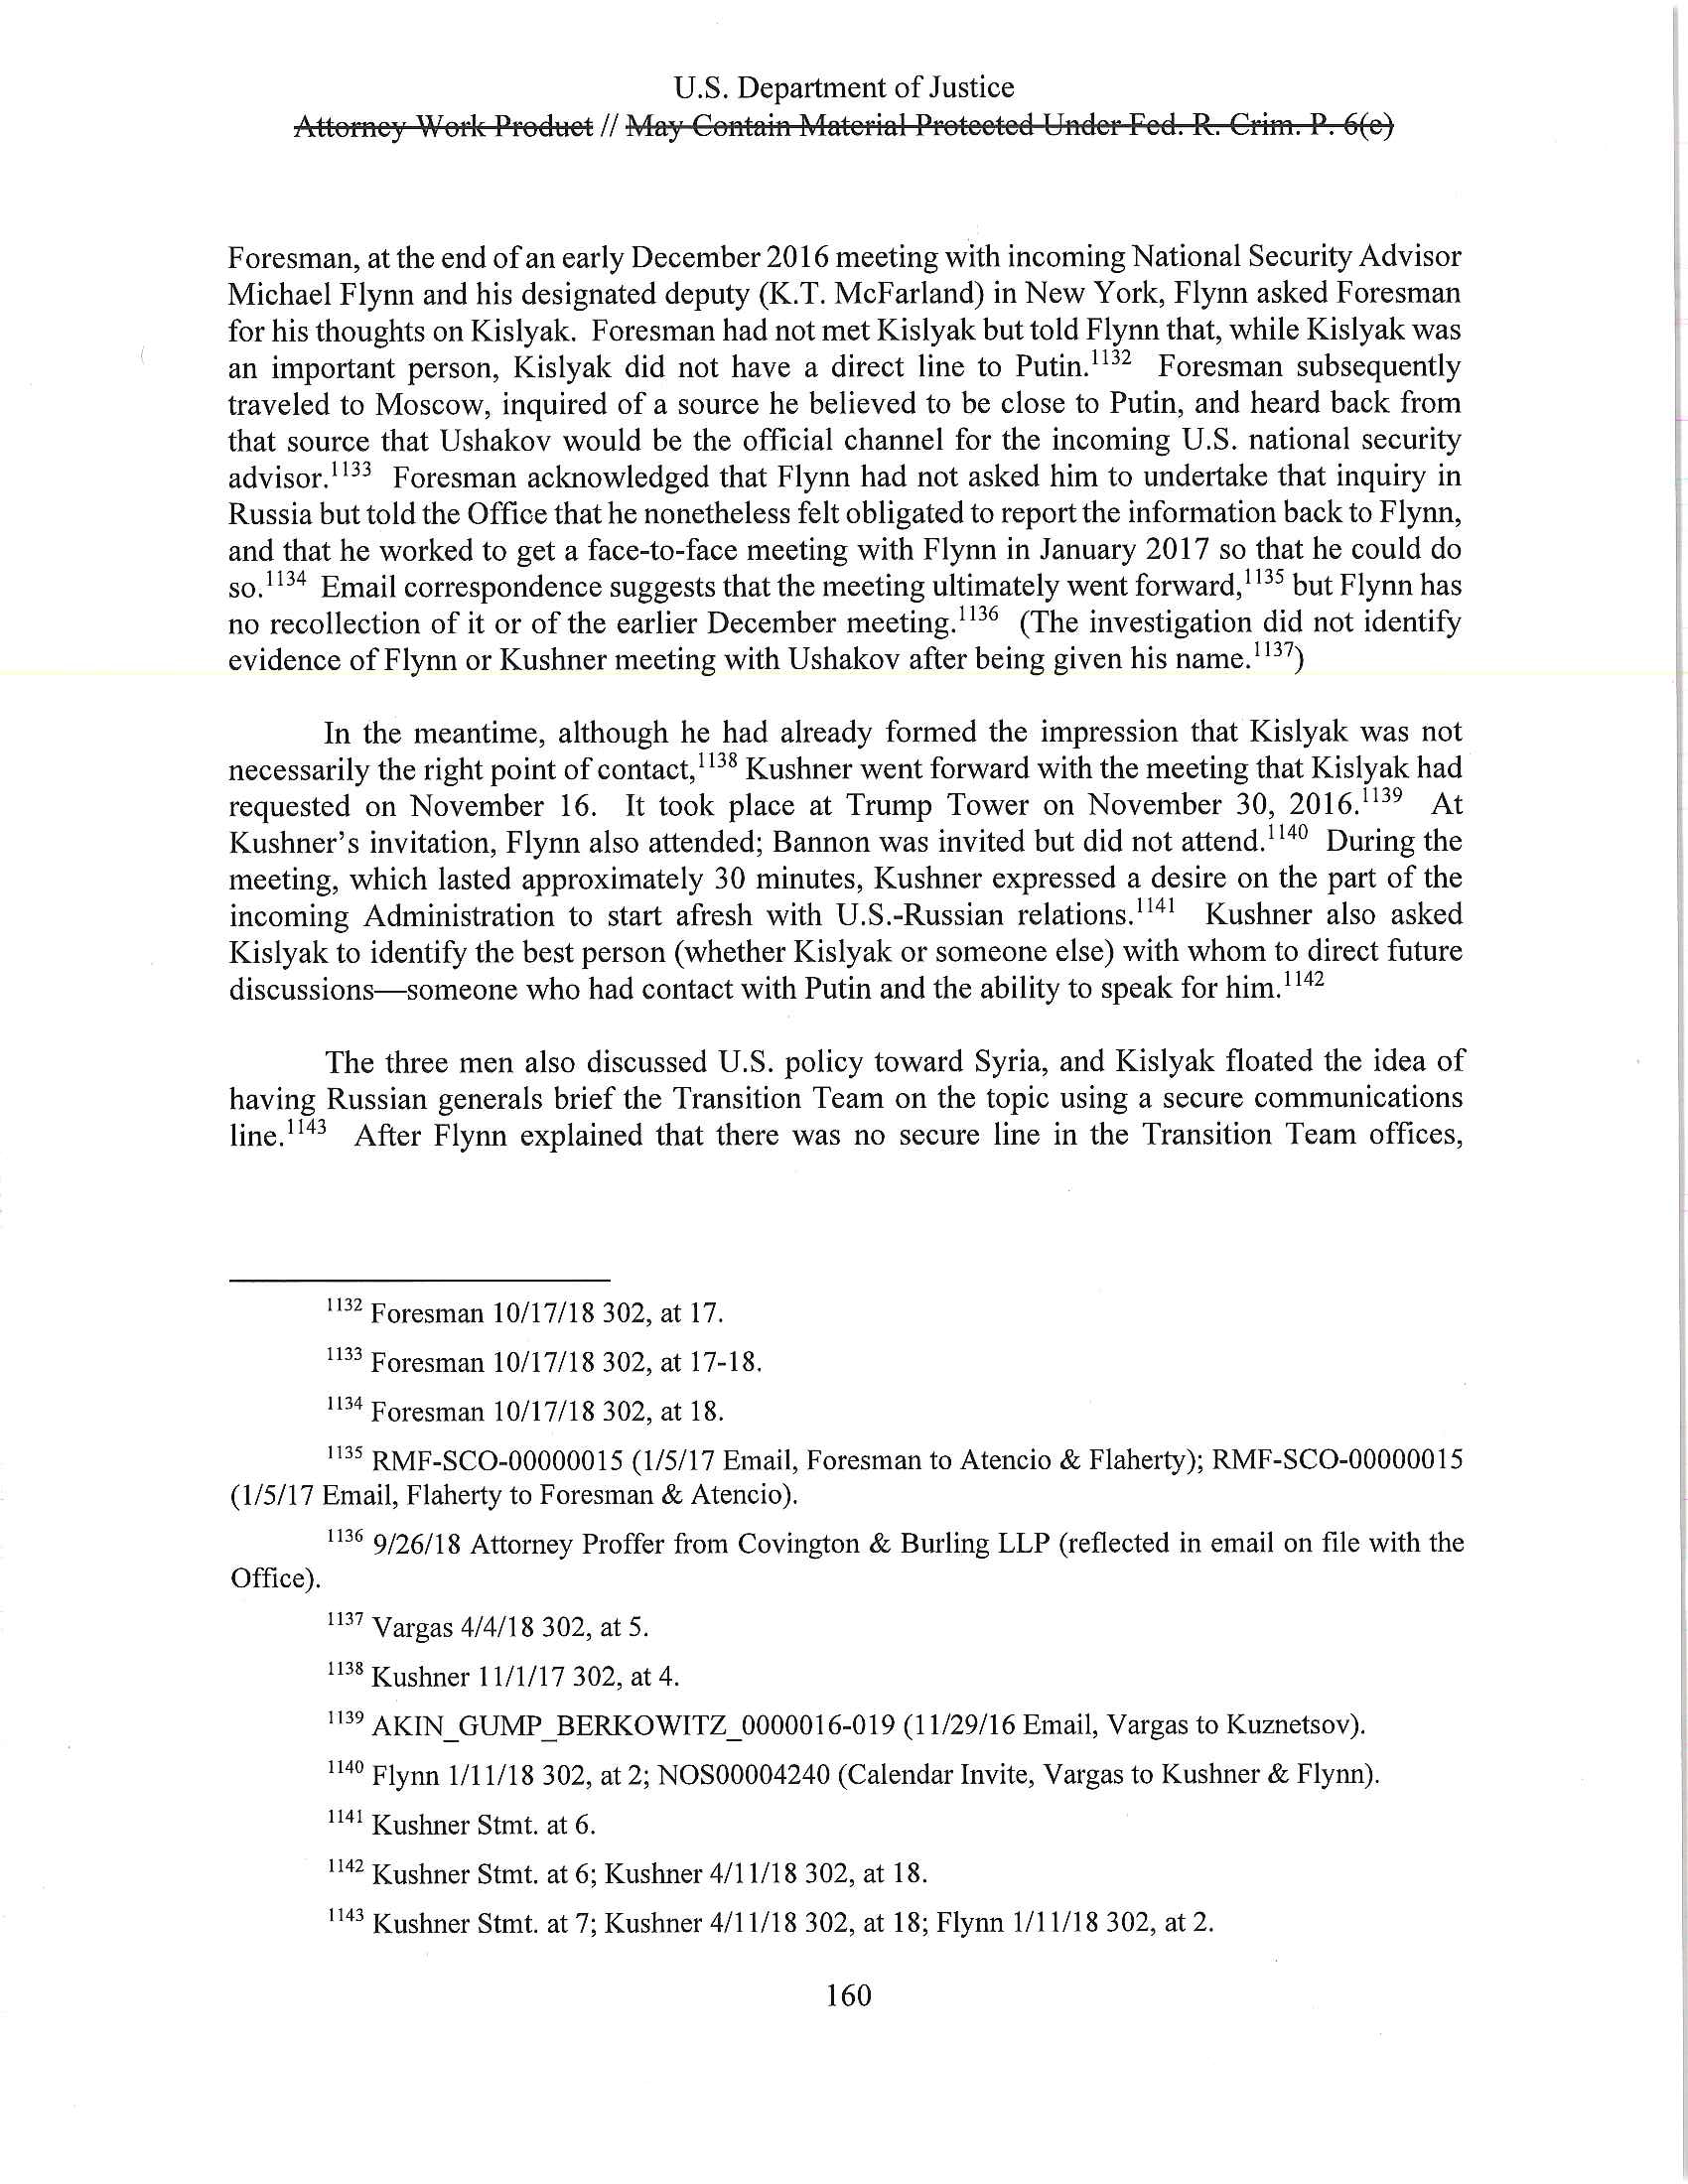 U.S. Department of Justice
Attorney Work Product // May Contain Material Protected Under Fed. R. Crim. P. 6(e)
Foresman, at the end of an early December 2016 meeting with incoming National Security Advisor
Michael Flynn and his designated deputy (K.T. McFarland) in New York, Flynn asked Foresman
for his thoughts on Kislyak. Foresman had not met Kislyak but told Flynn that, while Kislyak was
an important person, Kislyak did not have a direct line to Putin.1132 Foresman subsequently
traveled to Moscow, inquired of a source he believed to be close to Putin, and heard back from
that source that Ushakov would be the official channel for the incoming U.S. national security
advisor.1133 Foresman acknowledged that Flynn had not asked him to undertake that inquiry in
Russia but told the Office that he nonetheless felt obligated to report the information back to Flynn,
and that he worked to get a face-to-face meeting with Flynn in January 2017 so that he could do
so.1134 Email correspondence suggests that the meeting ultimately went forward,1135 but Flynn has
no recollection of it or of the earlier December meeting.1136 (The investigation did not identify
evidence of Flynn or Kushner meeting with Ushakov after being given his name.1137)
In the meantime, although he had already formed the impression that Kislyak was not
necessarily the right point of contact,1138 Kushner went forward with the meeting that Kislyak had
requested on November 16. It took place at Trump Tower on November 30, 2016.1139 At
Kushner's invitation, Flynn also attended; Bannon was invited but did not attend.1140 During the
meeting, which lasted approximately 30 minutes, Kushner expressed a desire on the part of the
incoming Administration to start afresh with U.S.-Russian relations.1141 Kushner also asked
Kislyak to identify the best person (whether Kislyak or someone else) with whom to direct future
discussions—someone who had contact with Putin and the ability to speak for him.1142
The three men also discussed U.S. policy toward Syria, and Kislyak floated the idea of
having Russian generals brief the Transition Team on the topic using a secure communications
line.1143 After Flynn explained that there was no secure line in the Transition Team offices,
1132 Foresman 10/17/18 302, at 17.
1133 Foresman 10/17/18 302, at 17-18.
1134 Foresman 10/17/18 302, at 18.
1135 RMF-SCO-00000015 (1/5/17 Email, Foresman to Atencio & Flaherty); RMF-SCO-00000015
(1/5/17 Email, Flaherty to Foresman & Atencio).
1136 9/26/18 Attorney Proffer from Covington & Burling LLP (reflected in email on file with the
Office).
1137 Vargas 4/4/18 302, at 5.
1138 Kushner 11/1/17 302, at 4.
1139 AKIN_GUMP_BERKOWITZ_0000016-019 (11/29/16 Email, Vargas to Kuznetsov).
1140 Flynn 1/11/18 302, at 2; NOS00004240 (Calendar Invite, Vargas to Kushner & Flynn).
1141 Kushner Stmt. at 6.
1142 Kushner Stmt. at 6; Kushner 4/11/18 302, at 18.
1143 Kushner Stmt. at 7; Kushner 4/11/18 302, at 18; Flynn 1/11/18 302, at 2.
160